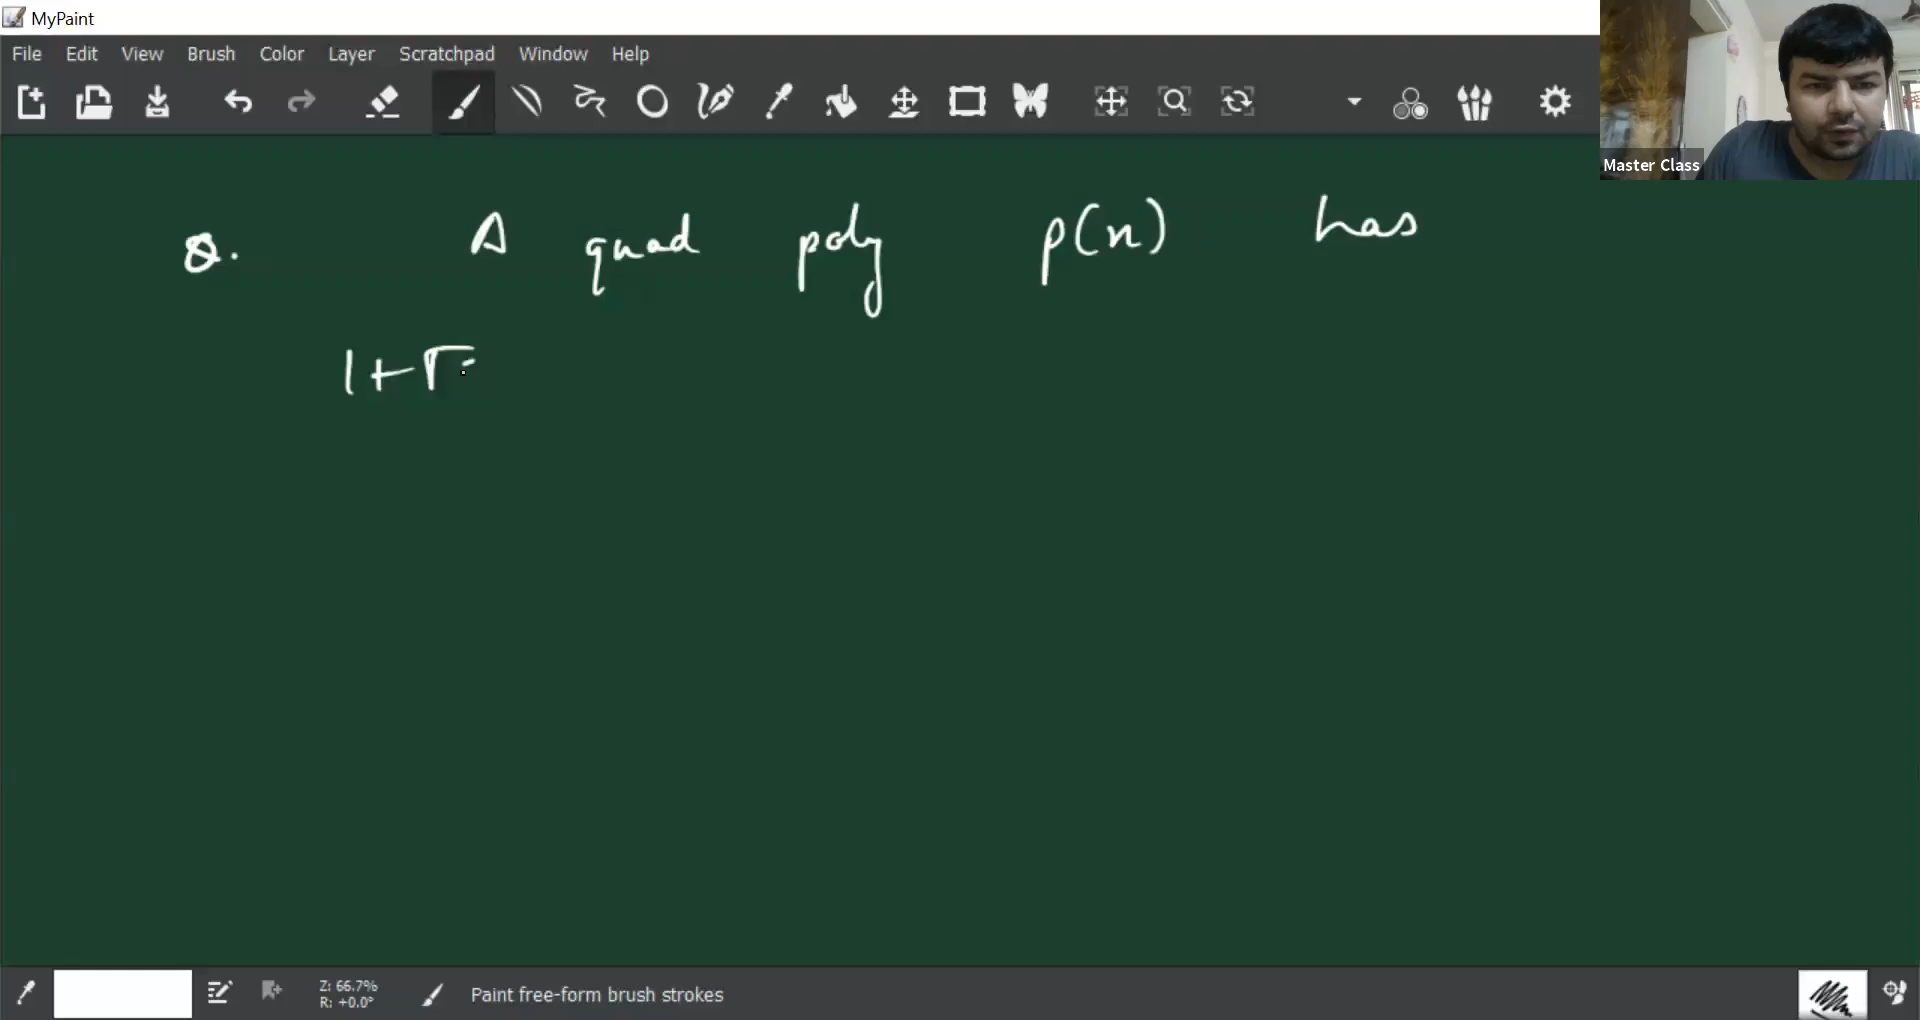 MyPaint
File Edit View Brush Color Layer Scratchpad Window Help
Master Class
Q. A quad poly p(x) has
1+√
Z: 66.7%
R: +0.0°
Paint free-form brush strokes